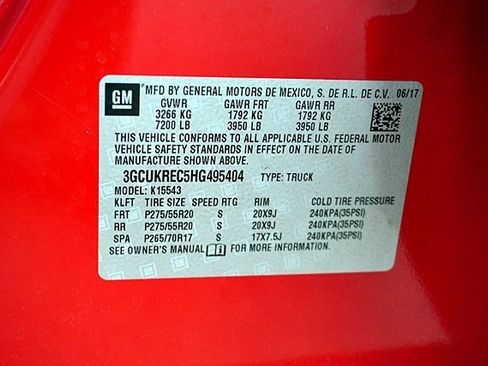 GM
MFD BY GENERAL MOTORS DE MEXICO, S. DE R.L. DE C.V. 06/17
GVWR GAWR FRT GAWR RR
3266 KG 1792 KG 1792 KG
7200 LB 3950 LB 3950 LB
THIS VEHICLE CONFORMS TO ALL APPLICABLE U.S. FEDERAL MOTOR
VEHICLE SAFETY STANDARDS IN EFFECT ON THE DATE OF
MANUFACTURE SHOWN ABOVE.
3GCUKREC5HG495404 TYPE: TRUCK
MODEL: K15543
KLFT TIRE SIZE SPEED RTG RIM COLD TIRE PRESSURE
FRT P275/55R20 S 20X9J 240KPA(35PSI)
RR P275/55R20 S 20X9J 240KPA(35PSI)
SPA P265/70R17 S 17X7.5J 240KPA(35PSI)
SEE OWNER'S MANUAL FOR MORE INFORMATION.